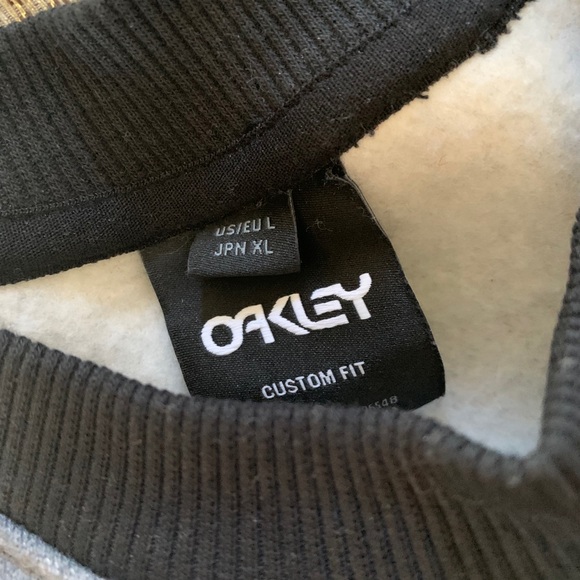 US/EU L
JPN XL
OAKLEY
CUSTOM FIT